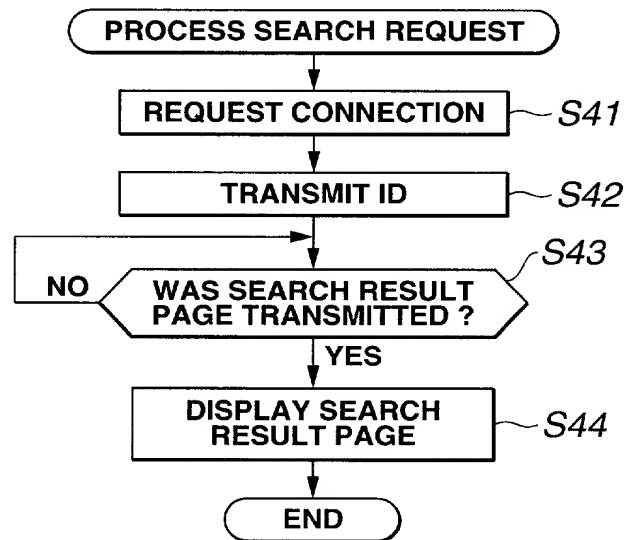 PROCESS SEARCH REQUEST
REQUEST CONNECTION
S41
TRANSMIT ID
S42
S43
NO
WAS SEARCH RESULT
PAGE TRANSMITTED ?
YES
DISPLAY SEARCH
RESULT PAGE
S44
END